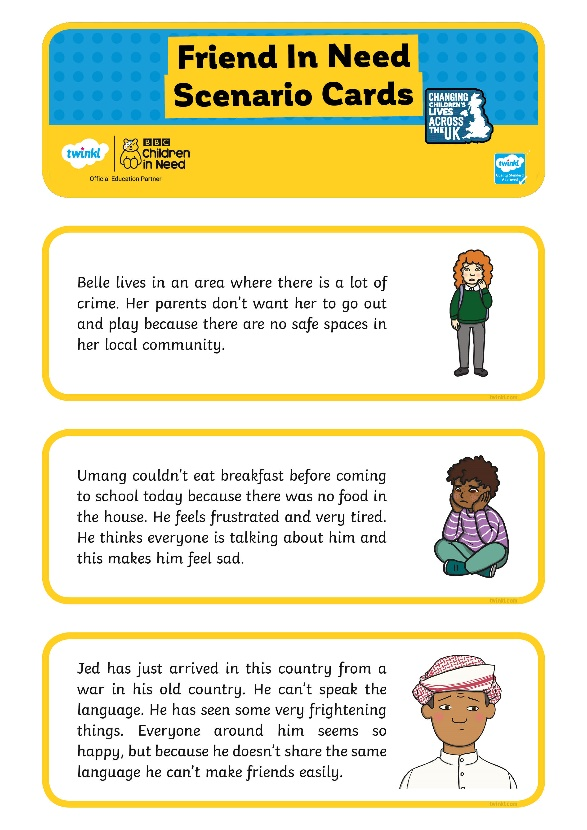 Friend In Need
Scenario Cards
CHANGING
CHILDREN'S
LIVES
ACROSS
THE UK
twinkl
BBC
Children
in Need
Official Education Partner
twinkl
Belle lives in an area where there is a lot of
crime. Her parents don't want her to go out
and play because there are no safe spaces in
her local community.
twinkl.com
Umang couldn't eat breakfast before coming
to school today because there was no food in
the house. He feels frustrated and very tired.
He thinks everyone is talking about him and
this makes him feel sad.
twinkl.com
Jed has just arrived in this country from a
war in his old country. He can't speak the
language. He has seen some very frightening
things. Everyone around him seems so
happy, but because he doesn't share the same
language he can't make friends easily.
twinkl.com